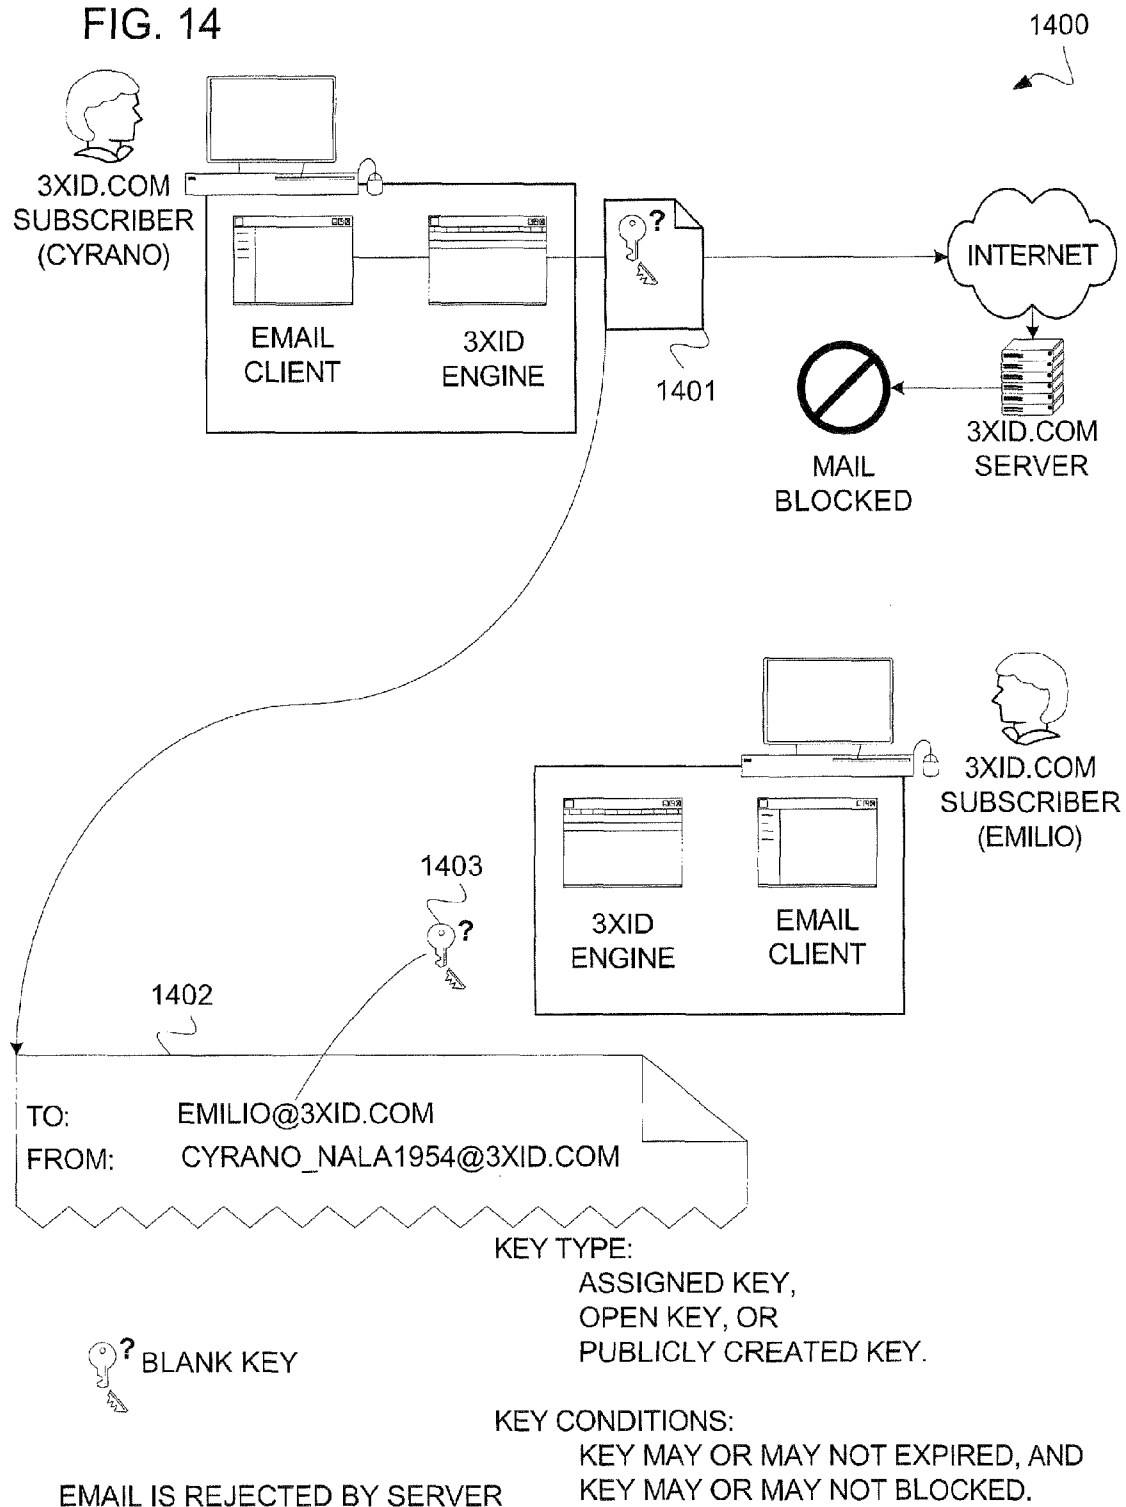 FIG. 14
1400
3XID.COM
SUBSCRIBER
(CYRANO)
?
INTERNET
EMAIL
CLIENT
3XID
ENGINE
1401
3XID.COM
SERVER
MAIL
BLOCKED
3XID.COM
SUBSCRIBER
(EMILIO)
3XID
ENGINE
EMAIL
CLIENT
1403
?
1402
TO: EMILIO@3XID.COM
FROM: CYRANO_NALA1954@3XID.COM
KEY TYPE:
ASSIGNED KEY,
OPEN KEY, OR
PUBLICLY CREATED KEY.
? BLANK KEY
KEY CONDITIONS:
KEY MAY OR MAY NOT EXPIRED, AND
KEY MAY OR MAY NOT BLOCKED.
EMAIL IS REJECTED BY SERVER